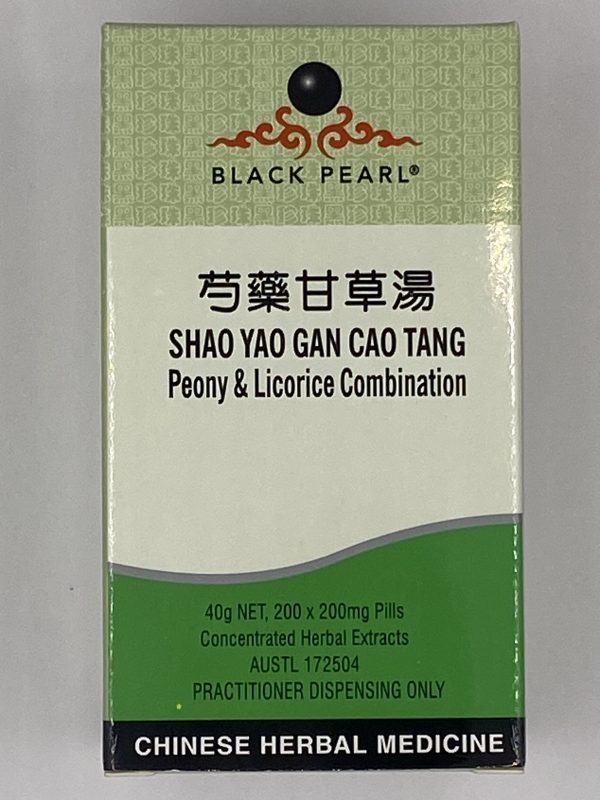 BLACK PEARL®
芍藥甘草湯
SHAO YAO GAN CAO TANG
Peony & Licorice Combination
40g NET, 200 x 200mg Pills
Concentrated Herbal Extracts
AUSTL 172504
PRACTITIONER DISPENSING ONLY
CHINESE HERBAL MEDICINE